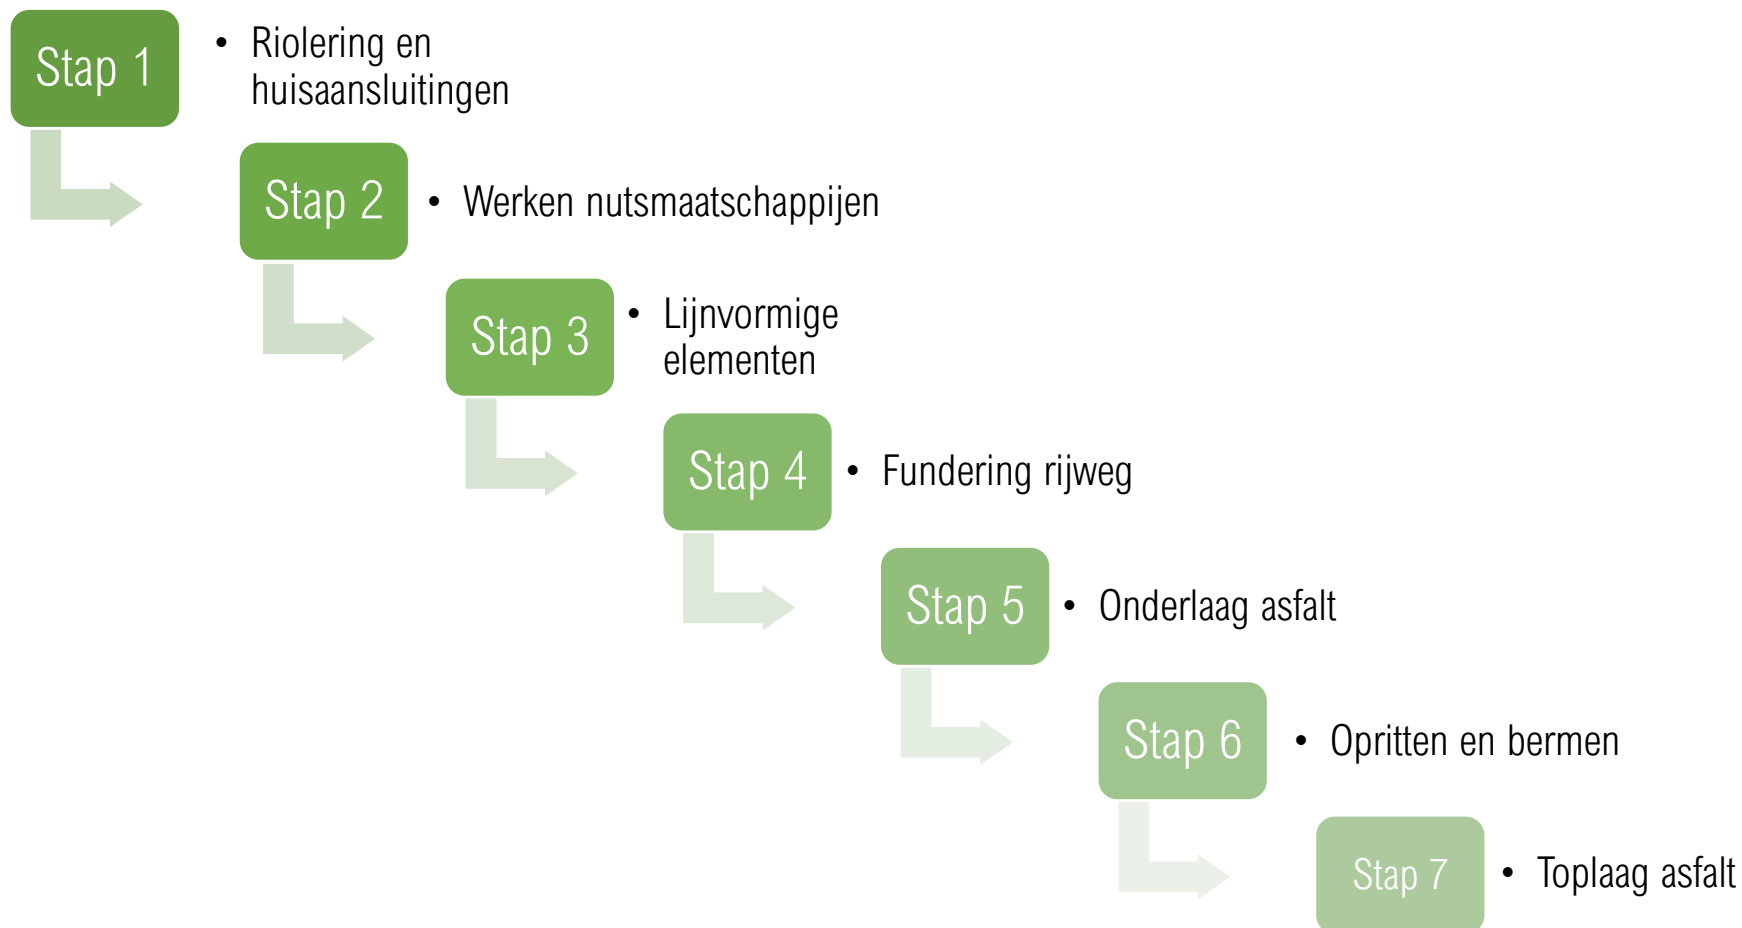 Stap 1
• Riolering en
huisaansluitingen
Stap 2
• Werken nutsmaatschappijen
Stap 3
• Lijnvormige
elementen
Stap 4
• Fundering rijweg
Stap 5
• Onderlaag asfalt
Stap 6
• Opritten en bermen
Stap 7
• Toplaag asfalt